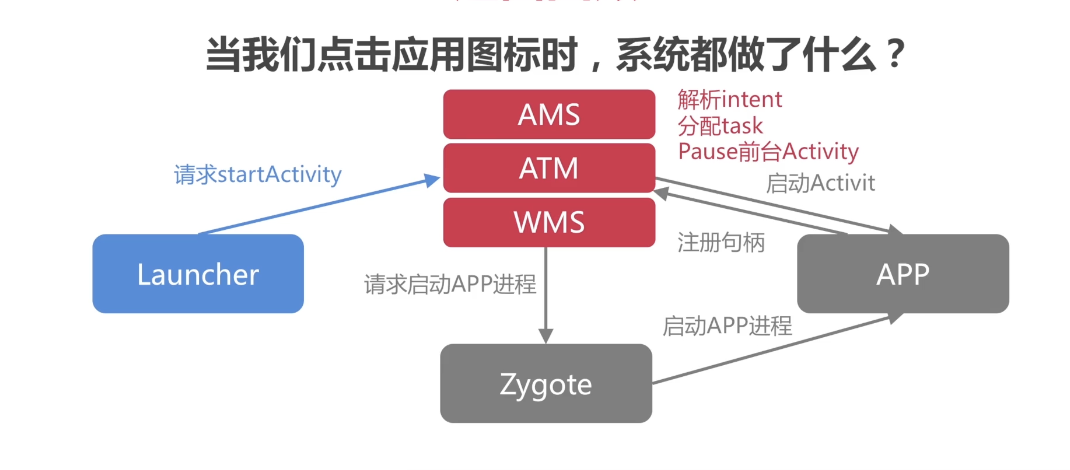 当我们点击应用图标时，系统都做了什么？
AMS
解析intent
分配task
Pause前台Activity
ATM
请求startActivity
启动Activit
WMS
注册句柄
Launcher
APP
请求启动APP进程
启动APP进程
Zygote